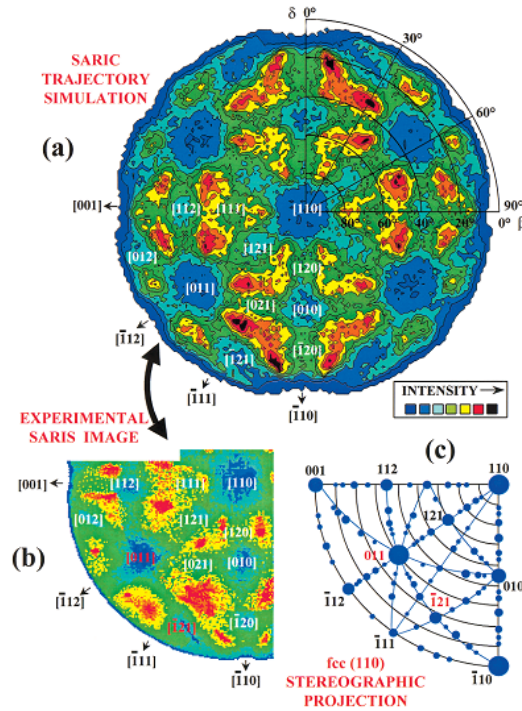 SARIC
TRAJECTORY
SIMULATION
(a)
δ 0°
30°
60°
90°
0° β
80° 60° 40° 20°
[001]
[112] [111] [110]
[012] [121] [120]
[011] [021] [010]
[1̄21] [1̄20]
[1̄12]
[1̄11]
[1̄10]
INTENSITY →
EXPERIMENTAL
SARIS IMAGE
(b)
[001]
[112] [111] [110]
[012] [121] [120]
[011] [021] [010]
[1̄21] [1̄20]
[1̄12]
[1̄11]
[1̄10]
(c)
001 112 110
121
011
010
1̄12 1̄21
1̄11
1̄10
fcc (110)
STEREOGRAPHIC
PROJECTION